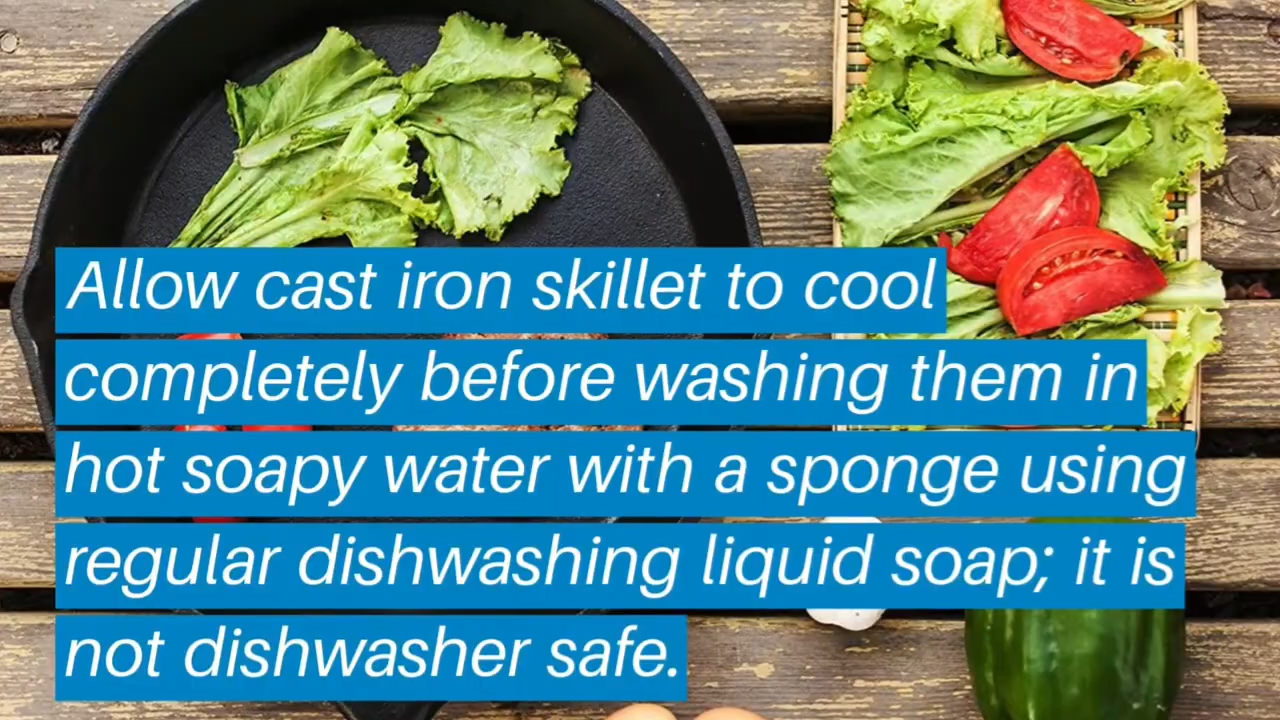 Allow cast iron skillet to cool
completely before washing them in
hot soapy water with a sponge using
regular dishwashing liquid soap; it is
not dishwasher safe.